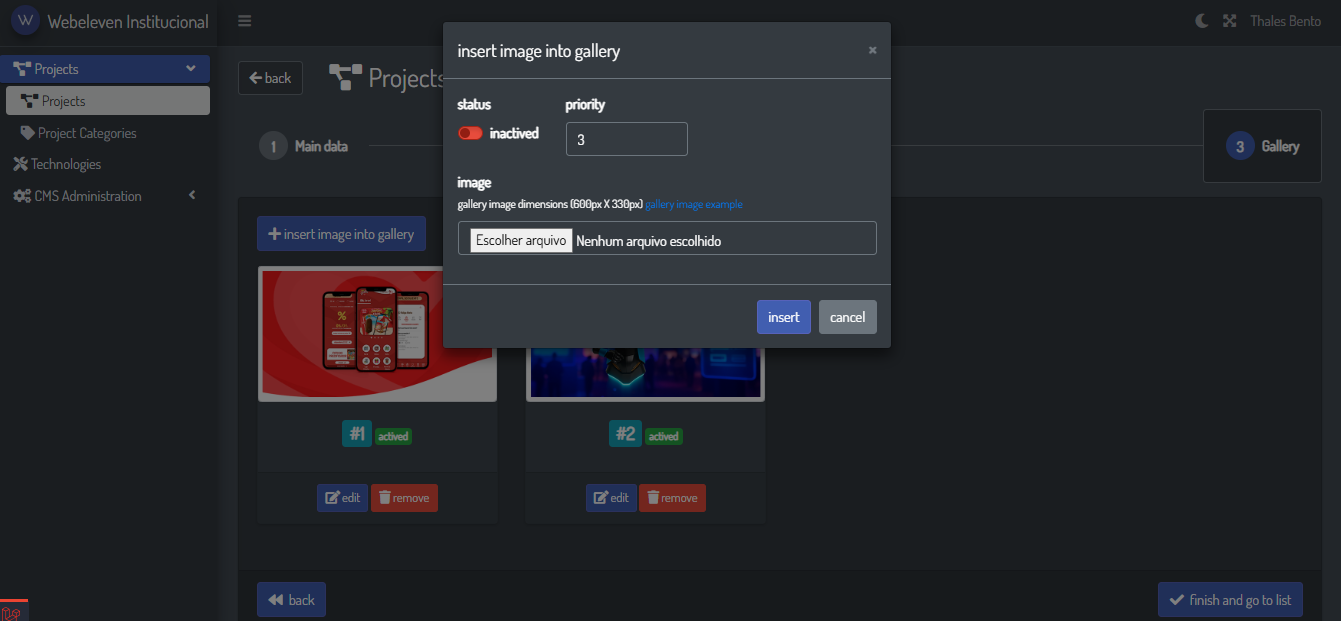 W Webeleven Institucional
Thales Bento
Projects
Projects
Project Categories
Technologies
CMS Administration
back
Projects
1 Main data
3 Gallery
insert image into gallery
insert image into gallery
×
status
priority
inactived
3
image
gallery image dimensions (600px X 330px) gallery image example
Escolher arquivo Nenhum arquivo escolhido
insert
cancel
%
#1 actived
#2 actived
edit
remove
edit
remove
back
finish and go to list